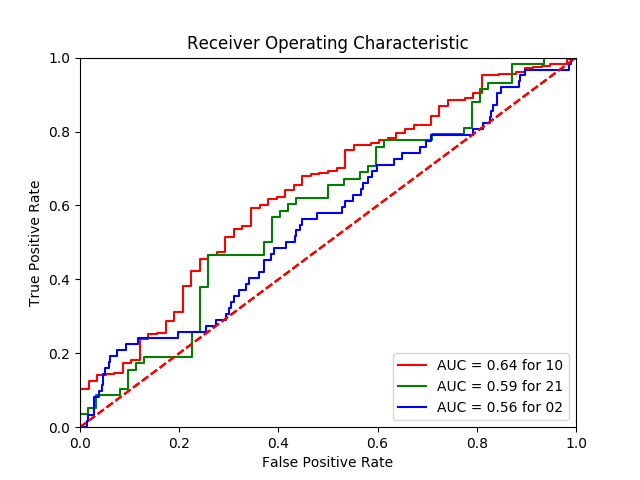 Receiver Operating Characteristic
True Positive Rate
1.0
0.8
0.6
0.4
0.2
0.0
AUC = 0.64 for 10
AUC = 0.59 for 21
AUC = 0.56 for 02
0.0 0.2 0.4 0.6 0.8 1.0
False Positive Rate